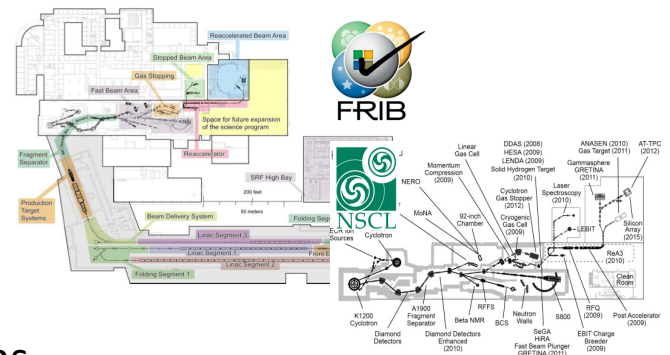 Reaccelerated Beam Area
Stopped Beam Area
Gas Stopping
Fast Beam Area
Space for future expansion
of the science program
Fragment
Separator
Reaccelerator
SRF High Bay
Production
Target
Systems
200 feet
50 meters
Beam Delivery System
Linac Segment 3
Linac Segment 1
Linac Segment 2
Folding Segment 1
FRIB
NSCL
Linear
Gas Cell
Momentum
Compression
(2009)
NERO
MoNA
92-inch
Chamber
DDAS (2008)
HESA (2009)
LENDA (2009)
Solid Hydrogen Target
(2010)
Cyclotron
Gas Stopper
(2012)
Cryogenic
Gas Cell
(2009)
ANASEN (2010)
Gas Target (2011)
AT-TPC
(2012)
Gammasphere
GRETINA
(2011)
Laser
Spectroscopy
(2010)
LEBIT
Silicon
Array
(2015)
Sources
Cyclotron
K1200
Cyclotron
A1900
Fragment
Separator
Diamond
Detectors
Diamond Detectors
Enhanced
(2010)
Beta NMR
RFFS
BCS
Neutron
Walls
S800
SeGA
HiRA
Fast Beam Plunger
GRETINA (2011)
EBIT Charge
Breeder
(2009)
RFQ
(2009)
Post Accelerator
(2009)
ReA3
(2010)
Clean
Room